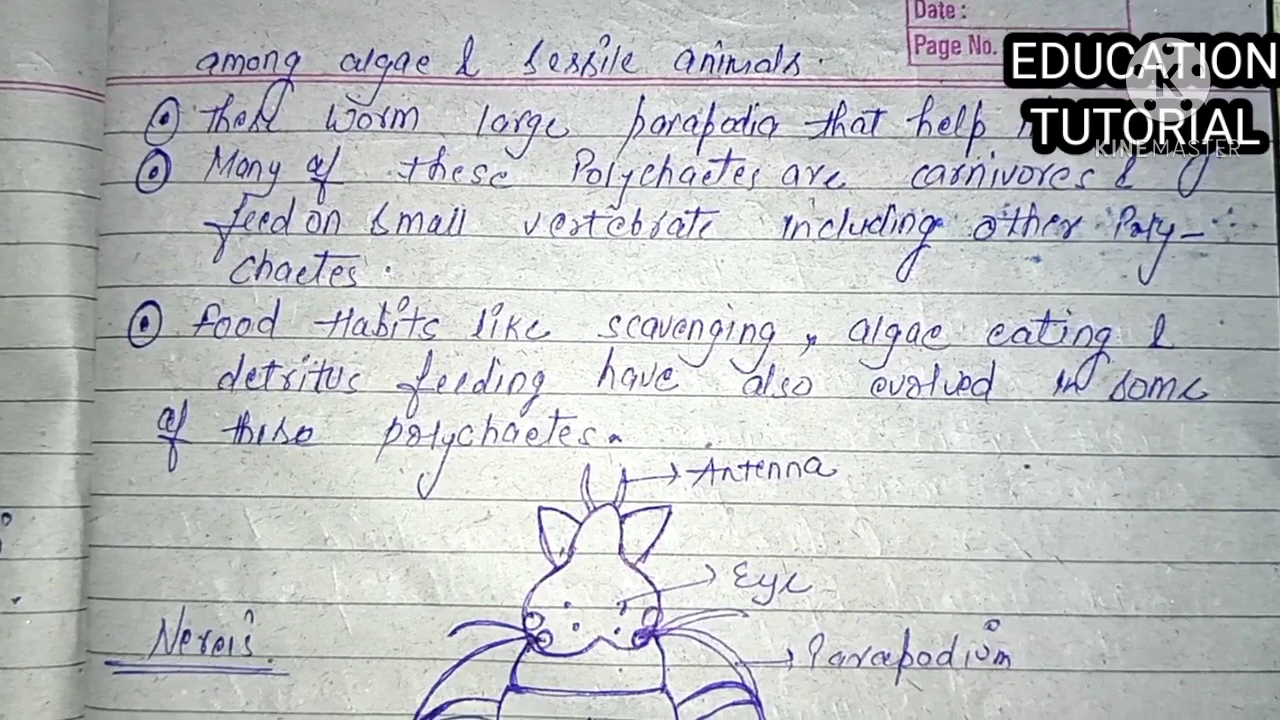 Date :
Page No.
EDUCATION
TUTORIAL
KINEMASTER
among algae & sessile animals.
These worm large parapodia that help
Many of these Polychaetes are carnivores &
feed on small vertebrate including other Poly-
chaetes.
Food Habits like scavenging, algae eating &
detritus feeding have also evolved in some
of these polychaetes.
Antenna
Eye
Nereis
Parapodium